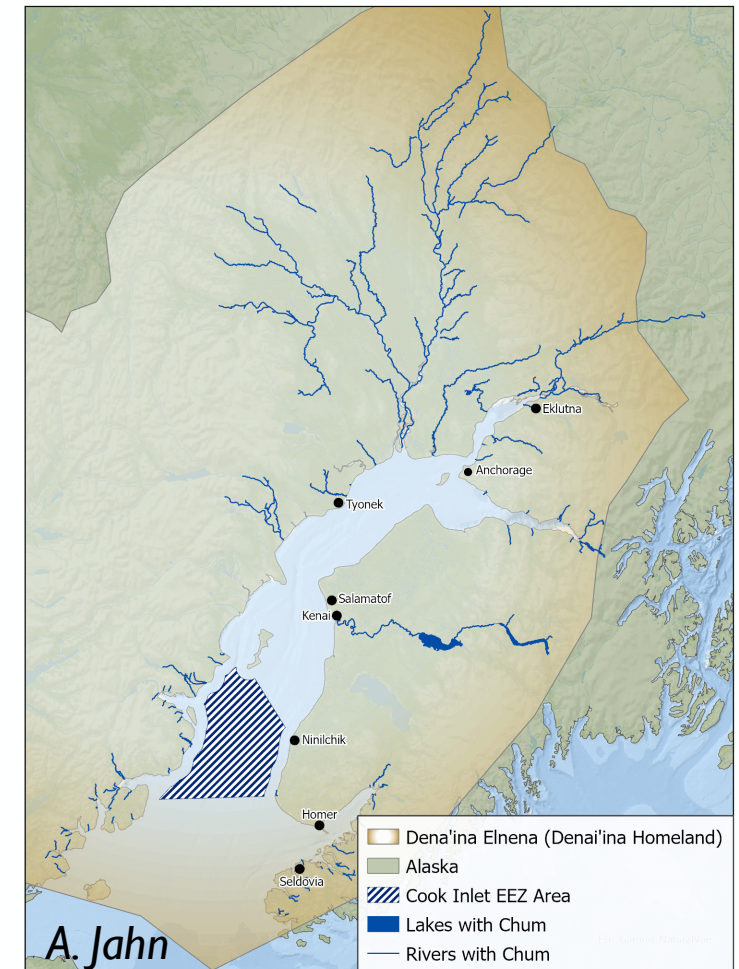 Eklutna
Anchorage
Tyonek
Salamatof
Kenai
Ninilchik
Homer
Seldovia
Dena'ina Elnena (Denai'ina Homeland)
Alaska
Cook Inlet EEZ Area
Lakes with Chum
Rivers with Chum
A. Jahn